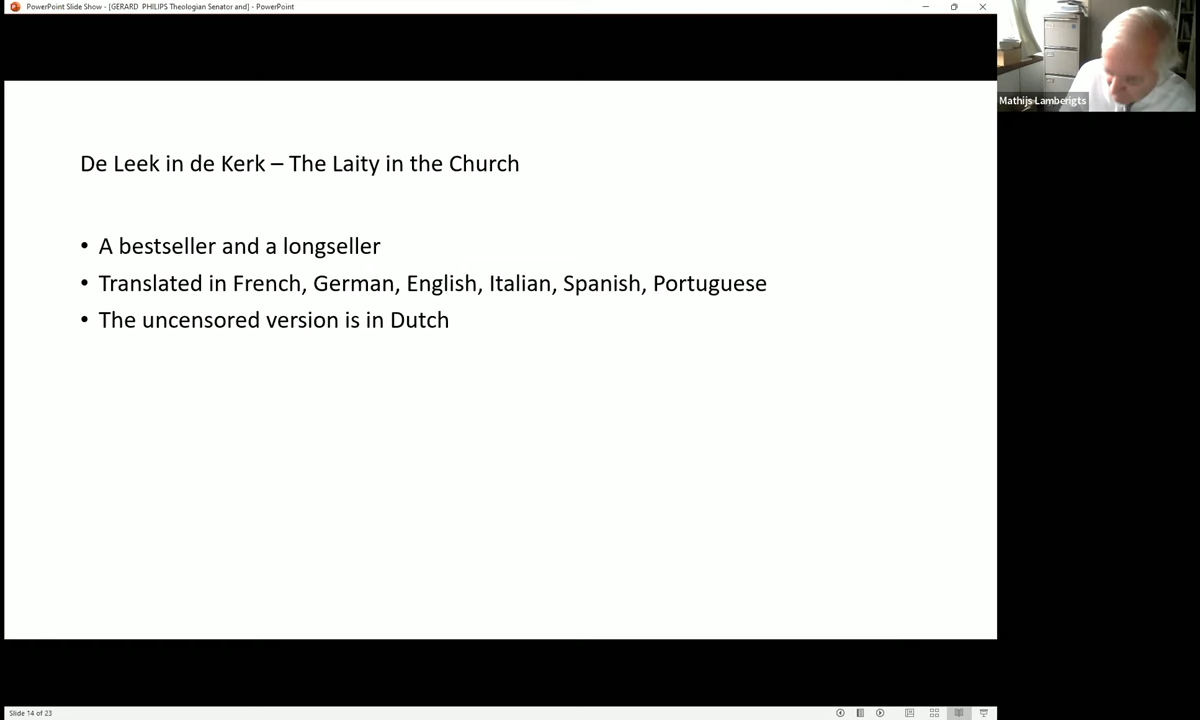 PowerPoint Slide Show - [GERARD PHILIPS Theologian Senator and] - PowerPoint
Mathijs Lamberigts
De Leek in de Kerk – The Laity in the Church
• A bestseller and a longseller
• Translated in French, German, English, Italian, Spanish, Portuguese
• The uncensored version is in Dutch
Slide 14 of 23